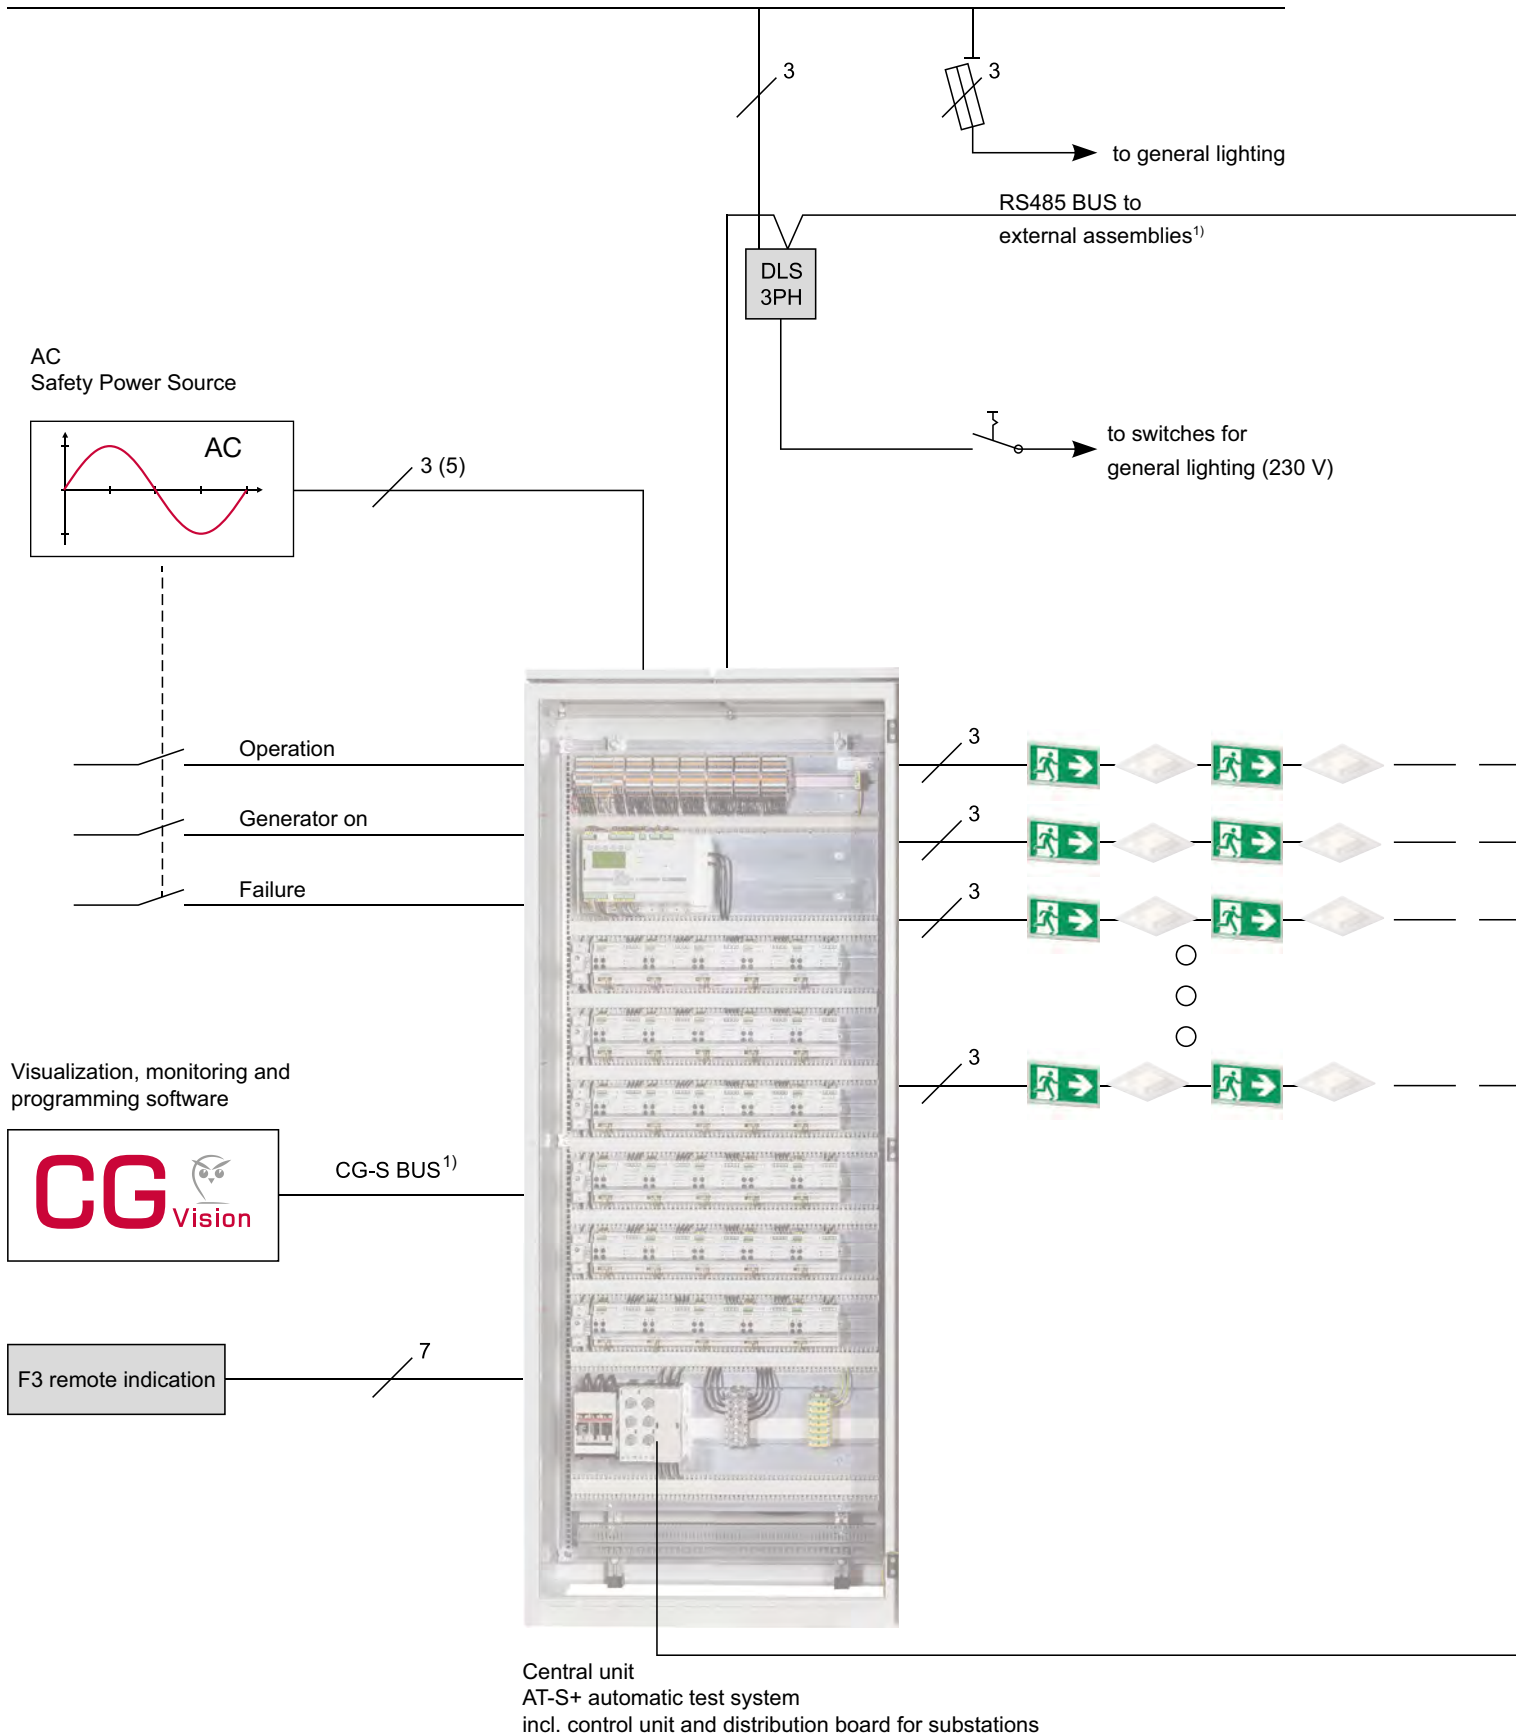 3
3
to general lighting
RS485 BUS to
external assemblies1)
DLS
3PH
AC
Safety Power Source
AC
3 (5)
to switches for
general lighting (230 V)
Operation
3
Generator on
3
Failure
3
3
Visualization, monitoring and
programming software
CG
Vision
CG-S BUS1)
F3 remote indication
7
Central unit
AT-S+ automatic test system
incl. control unit and distribution board for substations